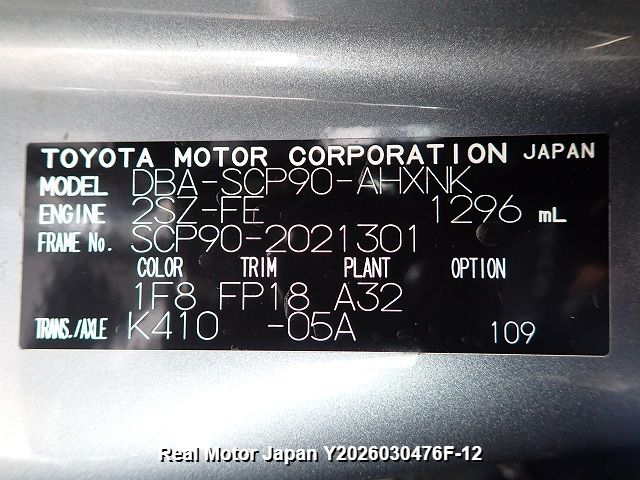 TOYOTA MOTOR CORPORATION JAPAN
MODEL DBA-SCP90-AHXNK
ENGINE 2SZ-FE 1296 mL
FRAME No. SCP90-2021301
COLOR TRIM PLANT OPTION
1F8 FP18 A32
TRANS./AXLE K410 -05A 109
Real Motor Japan Y2026030476F-12